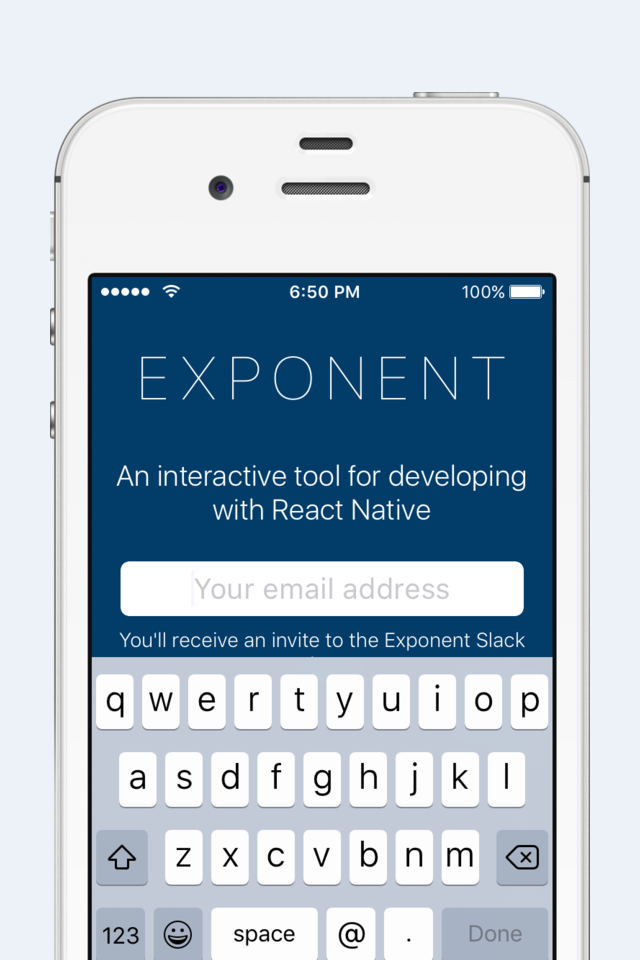 6:50 PM 100%
EXPONENT
An interactive tool for developing
with React Native
Your email address
You'll receive an invite to the Exponent Slack
q w e r t y u i o p
a s d f g h j k l
z x c v b n m
123 space @ . Done